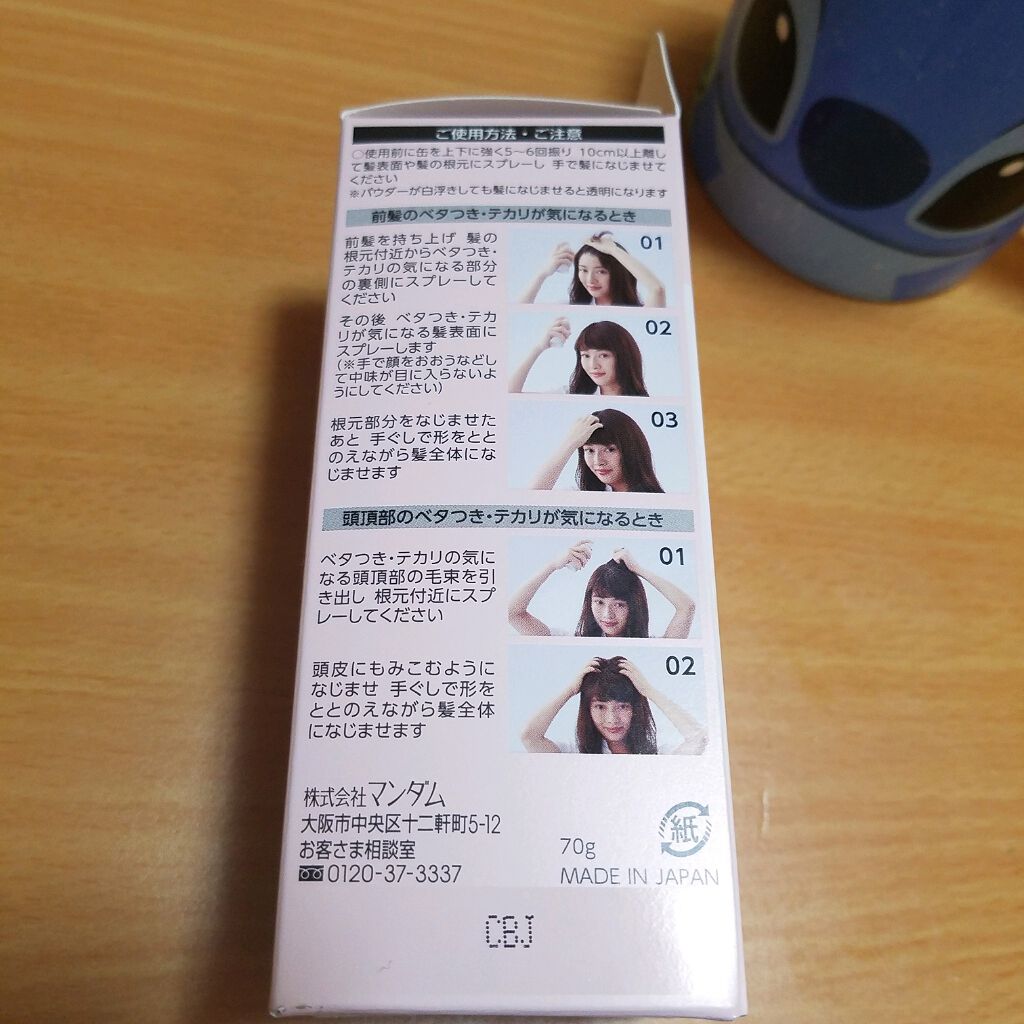 ご使用方法・ご注意
○使用前に缶を上下に強く5～6回振り 10cm以上離し
て髪表面や髪の根元にスプレーし 手で髪になじませて
ください
※パウダーが白浮きしても髪になじませると透明になります
前髪のベタつき・テカリが気になるとき
前髪を持ち上げ 髪の
根元付近からベタつき・
テカリの気になる部分
の裏側にスプレーして
ください
01
その後 ベタつき・テカ
リが気になる髪表面に
スプレーします
(※手で顔をおおうなどし
て中味が目に入らないよ
うにしてください)
02
根元部分をなじませた
あと 手ぐしで形をとと
のえながら髪全体にな
じませます
03
頭頂部のベタつき・テカリが気になるとき
ベタつき・テカリの気に
なる頭頂部の毛束を引
き出し 根元付近にスプ
レーしてください
01
頭皮にもみこむように
なじませ 手ぐしで形を
ととのえながら髪全体
になじませます
02
株式会社マンダム
大阪市中央区十二軒町5-12
お客さま相談室
0120-37-3337
70g
紙
MADE IN JAPAN
CBJ